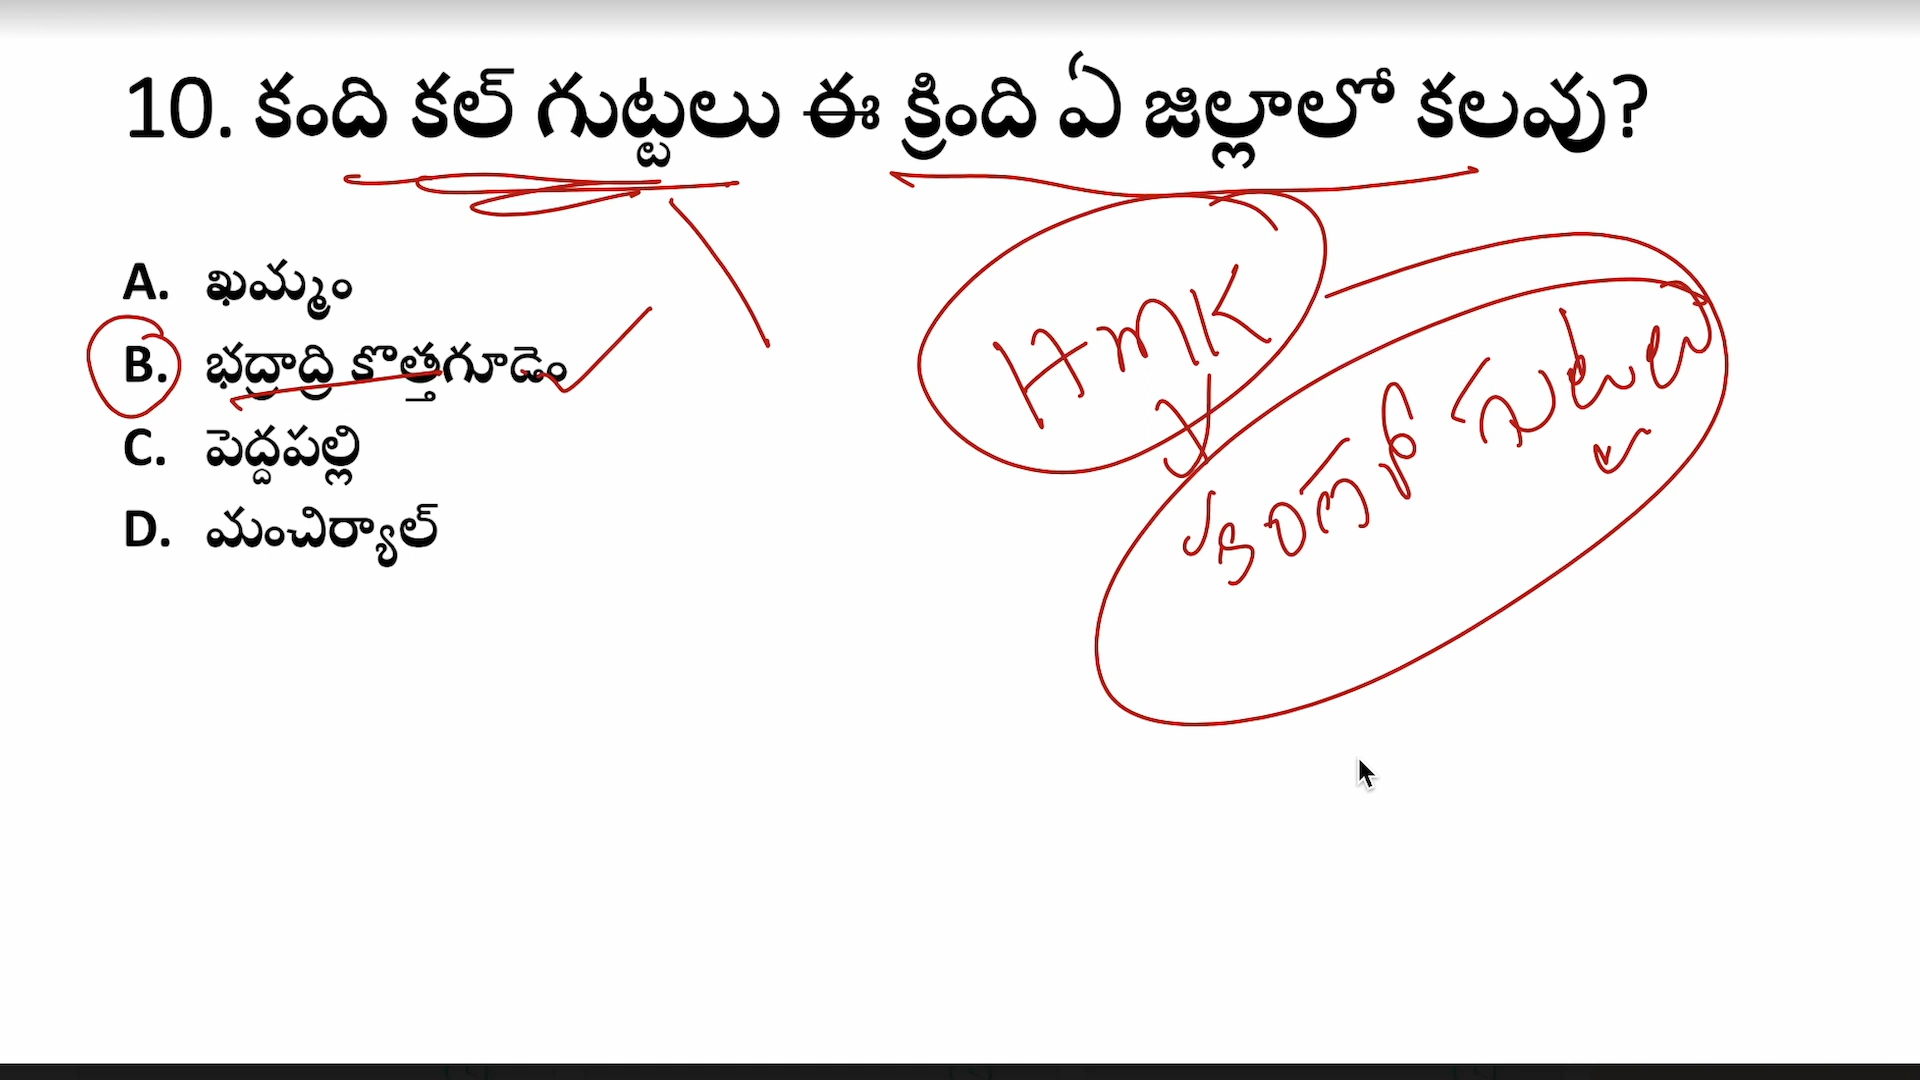 10. కంది కల్ గుట్టలు ఈ క్రింది ఏ జిల్లాలో కలవు?
A. ఖమ్మం
B. భద్రాద్రి కొత్తగూడెం
C. పెద్దపల్లి
D. మంచిర్యాల్
HMK